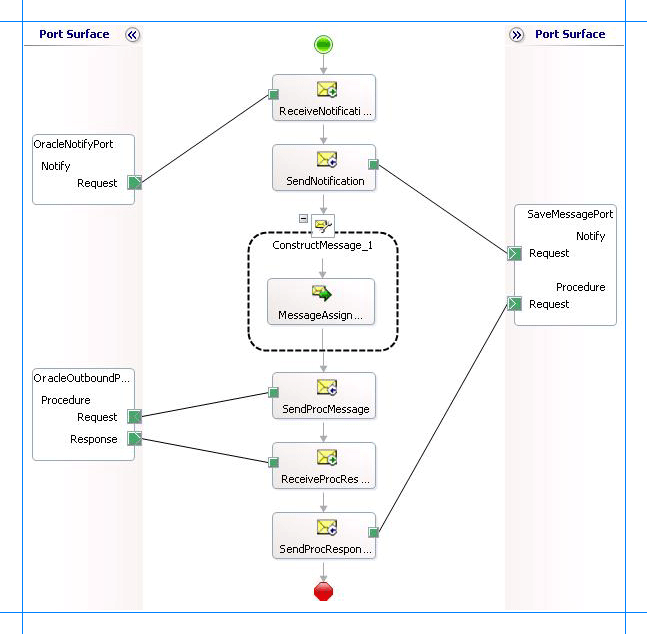 Port Surface
Port Surface
ReceiveNotificati ...
OracleNotifyPort
Notify
Request
SendNotification
SaveMessagePort
Notify
Request
Procedure
Request
ConstructMessage_1
MessageAssign ...
OracleOutboundP...
Procedure
Request
Response
SendProcMessage
ReceiveProcRes ...
SendProcRespon...